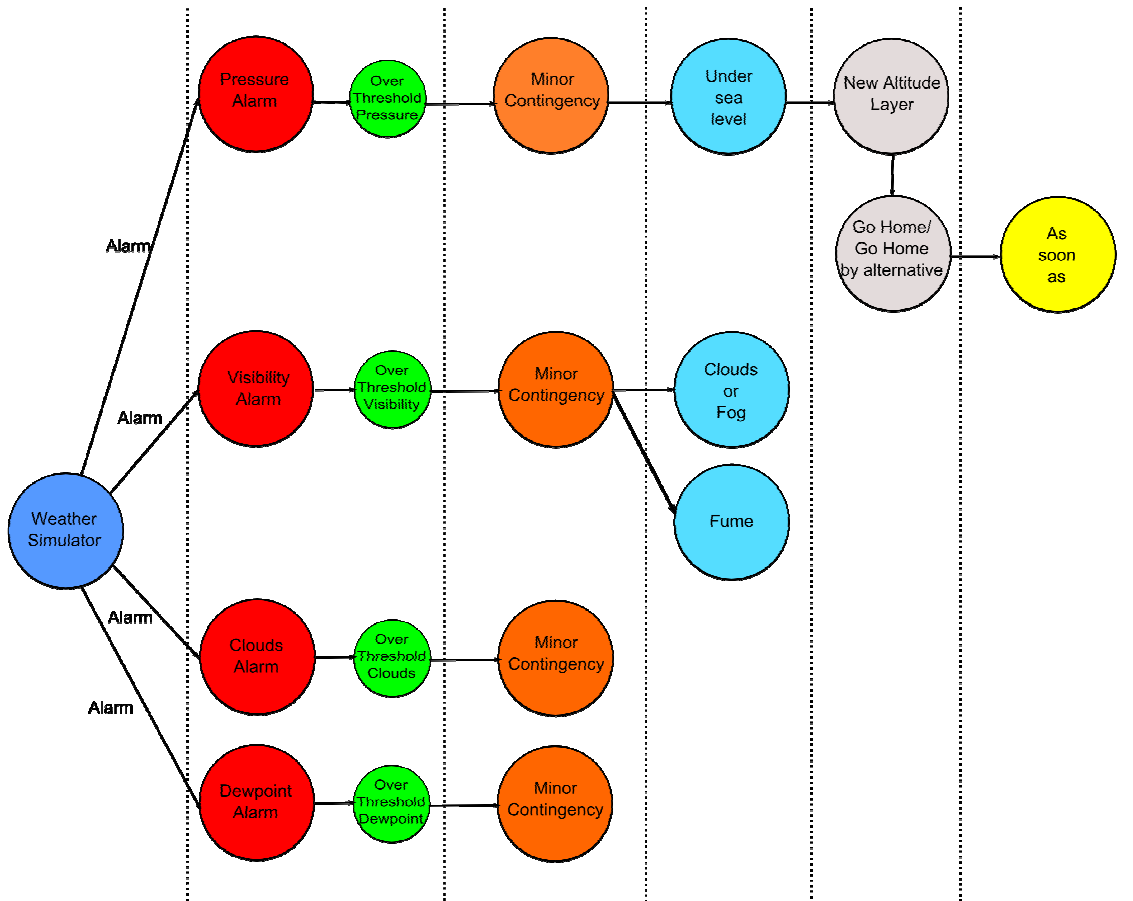 Pressure
Alarm
Over
Threshold
Pressure
Minor
Contingency
Under
sea
level
New Altitude
Layer
Alarm
Go Home/
Go Home
by alternative
As
soon
as
Visibility
Alarm
Over
Threshold
Visibility
Minor
Contingency
Clouds
or
Fog
Alarm
Weather
Simulator
Fume
Alarm
Clouds
Alarm
Over
Threshold
Clouds
Minor
Contingency
Alarm
Dewpoint
Alarm
Over
Threshold
Dewpoint
Minor
Contingency